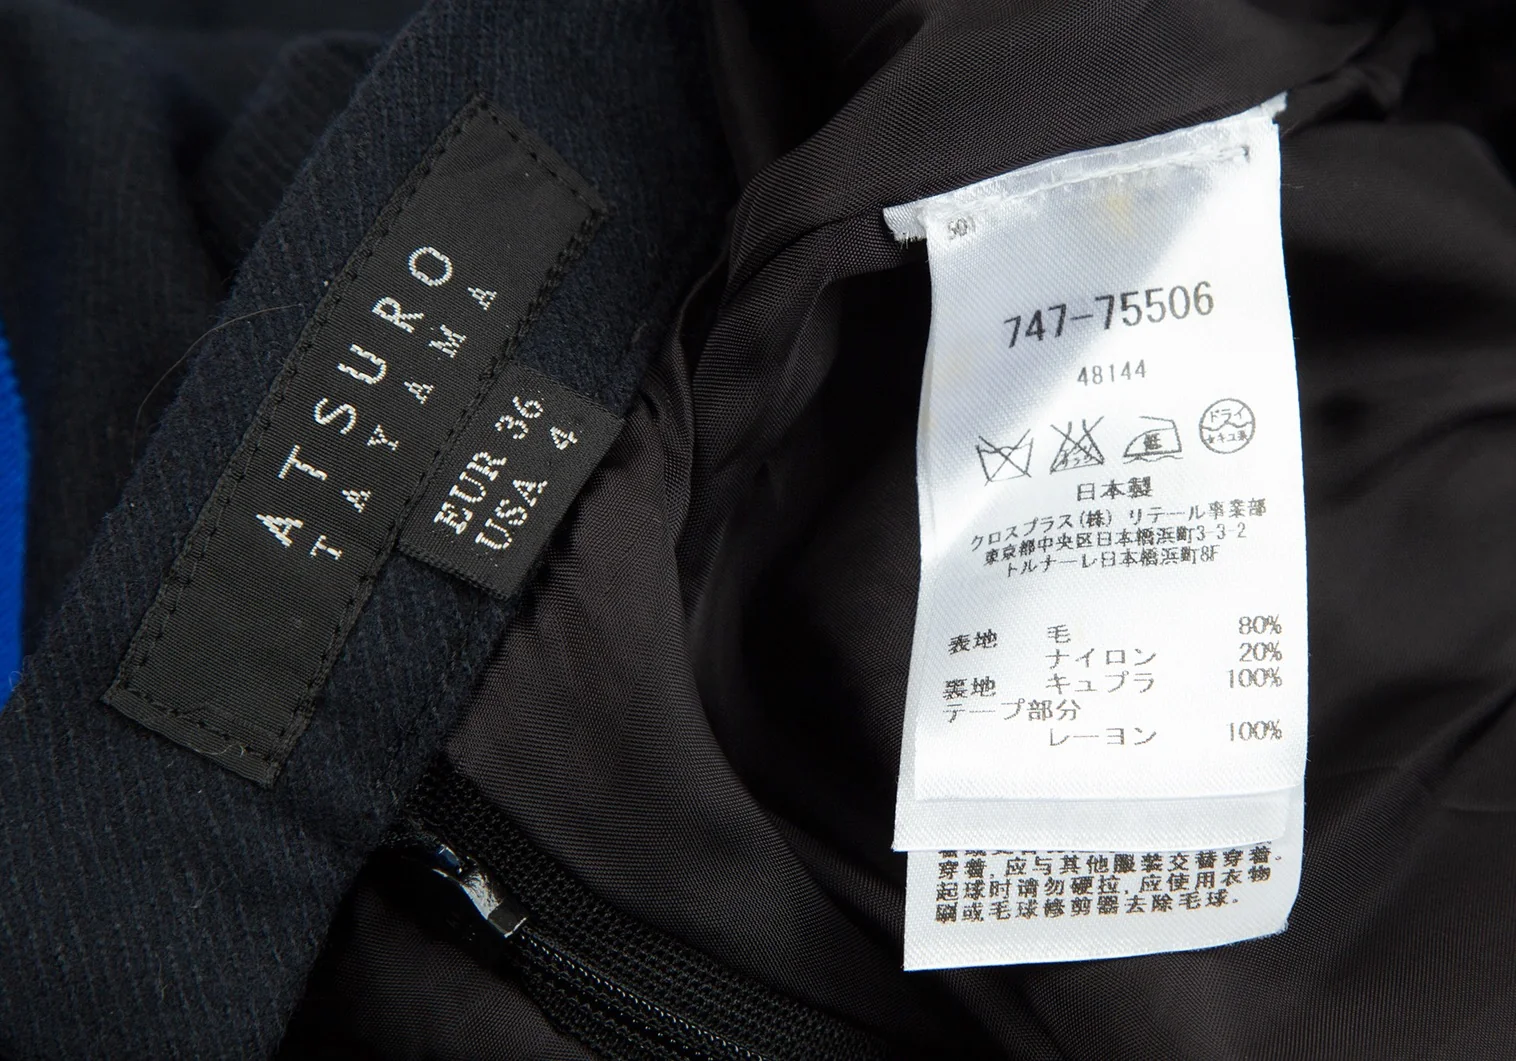 ATSURO
TAYAMA
EUR 36
USA 4
501
747-75506
48144
ドライ
日本製
クロスプラス(株) リテール事業部
東京都中央区日本橋浜町3-3-2
トルナーレ日本橋浜町8F
表地 毛 80%
ナイロン 20%
裏地 キュプラ 100%
テープ部分
レーヨン 100%
穿着,应与其他服装交替穿着.
起球时请勿硬拉,应使用衣物
刷或毛球修剪器去除毛球.